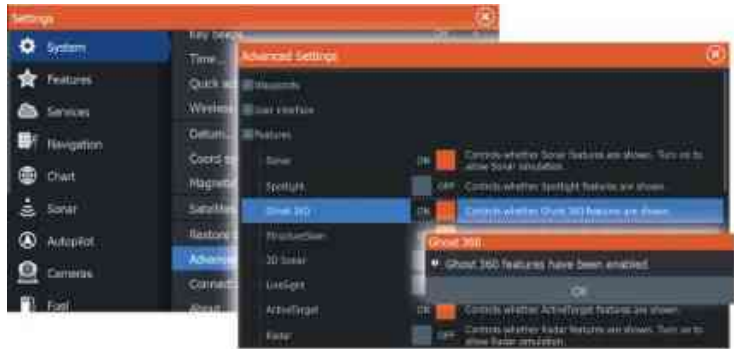 Settings
System
Features
Services
Navigation
Chart
Sonar
Autopilot
Cameras
Fuel
Key beeps
Time...
Quick
Wireless
Datum...
Coord
Magnetic
Satellites
Restore
Advanced
Connect
About
Advanced Settings
Waypoints
User interface
Features
Sonar ON Controls whether Sonar features are shown. Turn on to
allow Sonar simulation.
Spotlight OFF Controls whether Spotlight features are shown.
Ghost 360 ON Controls whether Ghost 360 features are shown.
StructureScan
3D Sonar
LiveSight
ActiveTarget ON Controls whether ActiveTarget features are shown.
Radar OFF Controls whether Radar features are shown. Turn on to
allow Radar simulation.
Ghost 360
Ghost 360 features have been enabled
OK